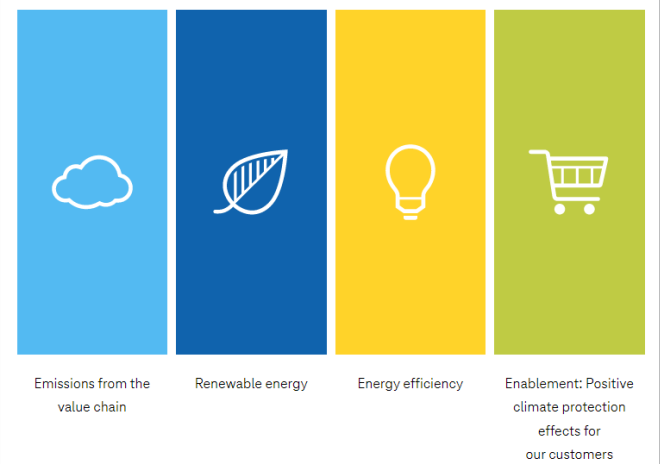 Emissions from the
value chain
Renewable energy
Energy efficiency
Enablement: Positive
climate protection
effects for
our customers